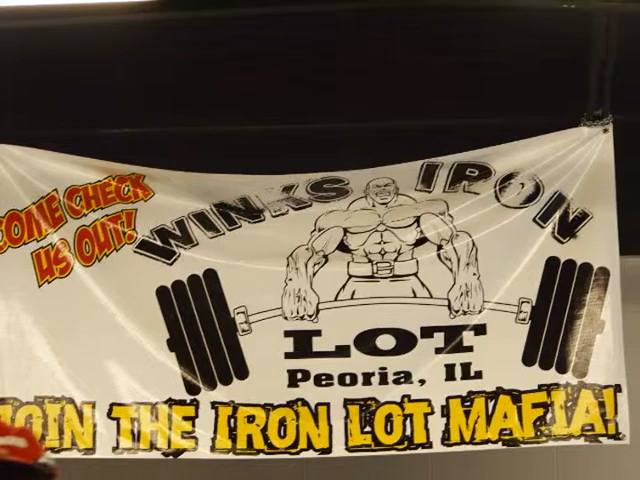 COME CHECK
US OUT!
WINKS IRON
LOT
Peoria, IL
JOIN THE IRON LOT MAFIA!